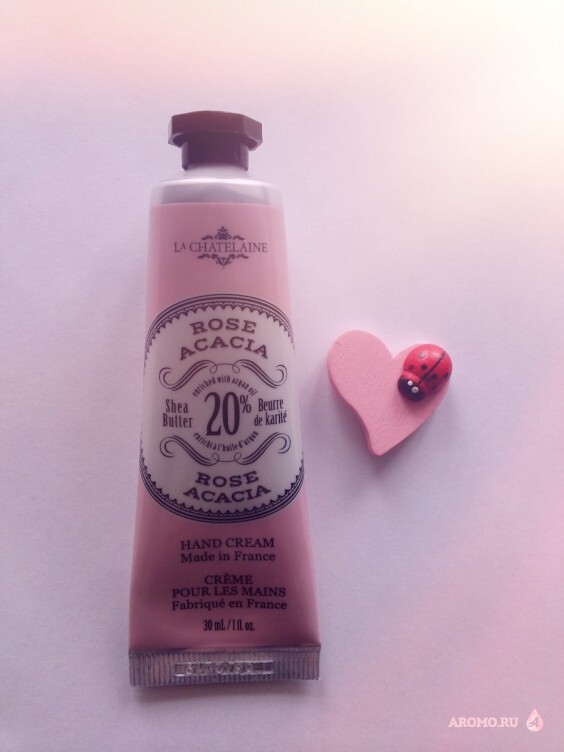 LA CHATELAINE
ROSE
ACACIA
enriched with argan oil
Shea
Butter
20%
Beurre
de karité
enrichi à l'huile d'argan
ROSE
ACACIA
HAND CREAM
Made in France
CRÈME
POUR LES MAINS
Fabriqué en France
30 mL / 1 fl. oz.
AROMO.RU